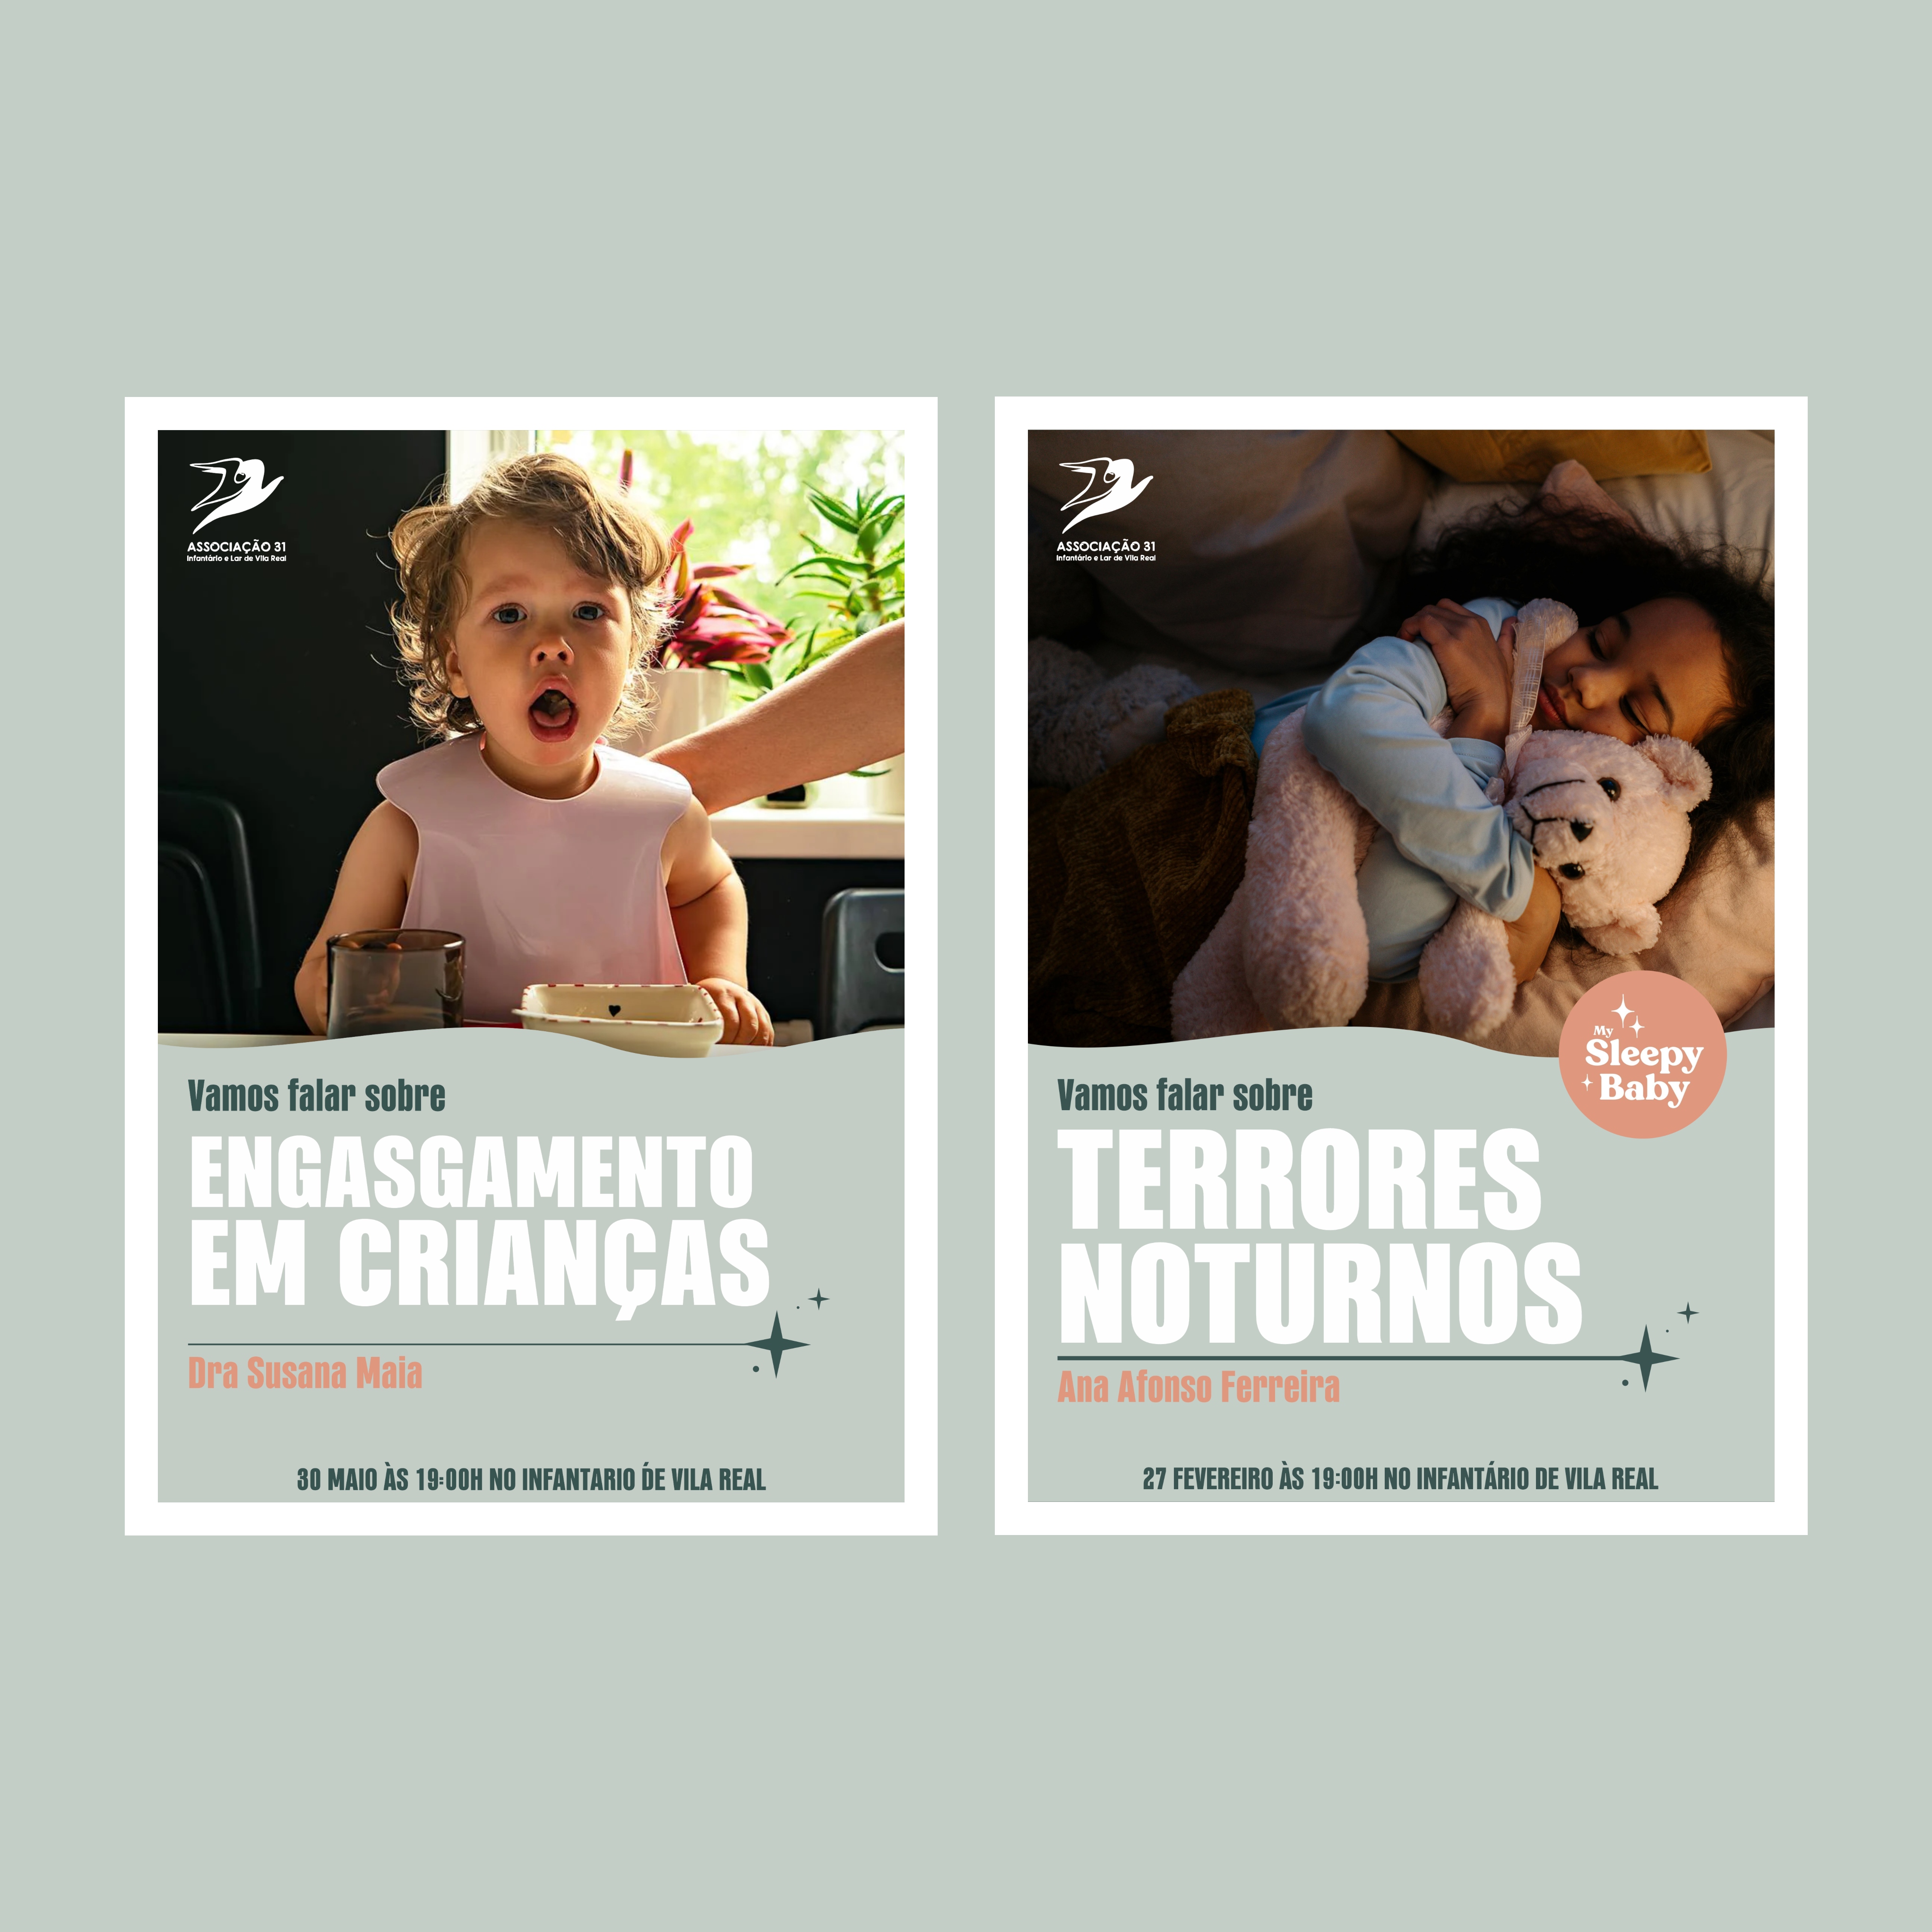 ASSOCIAÇÃO 31
Infantário e Lar de Vila Real
Vamos falar sobre
ENGASGAMENTO
EM CRIANÇAS
Dra Susana Maia
30 MAIO ÀS 19:00H NO INFANTARIO D́E VILA REAL
ASSOCIAÇÃO 31
Infantário e Lar de Vila Real
My
Sleepy
Baby
Vamos falar sobre
TERRORES
NOTURNOS
Ana Afonso Ferreira
27 FEVEREIRO ÀS 19:00H NO INFANTÁRIO DE VILA REAL